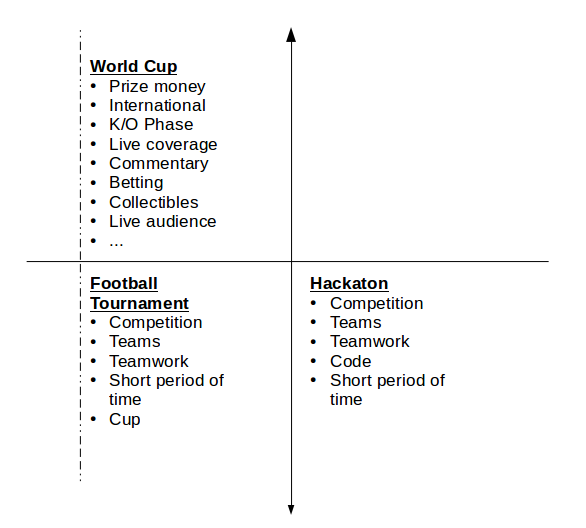 World Cup
• Prize money
• International
• K/O Phase
• Live coverage
• Commentary
• Betting
• Collectibles
• Live audience
• ...
Football
Tournament
• Competition
• Teams
• Teamwork
• Short period of
time
• Cup
Hackaton
• Competition
• Teams
• Teamwork
• Code
• Short period of
time